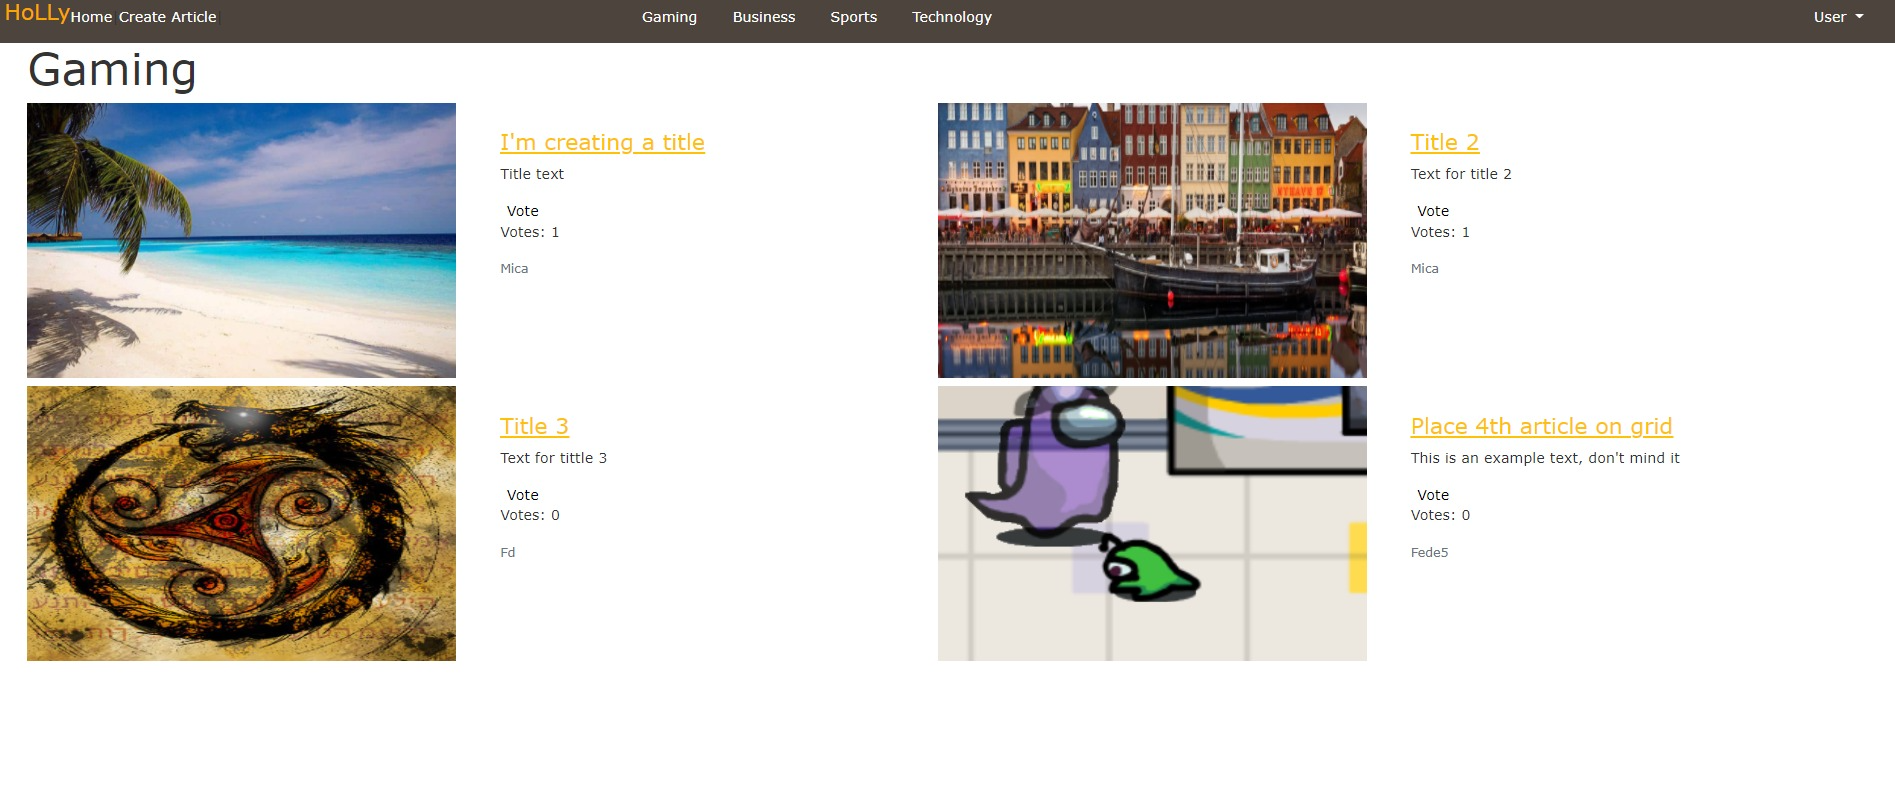 HoLLy Home Create Article Gaming Business Sports Technology User
Gaming
I'm creating a title
Title text
Vote
Votes: 1
Mica
Title 2
Text for title 2
Vote
Votes: 1
Mica
Title 3
Text for tittle 3
Vote
Votes: 0
Fd
Place 4th article on grid
This is an example text, don't mind it
Vote
Votes: 0
Fede5